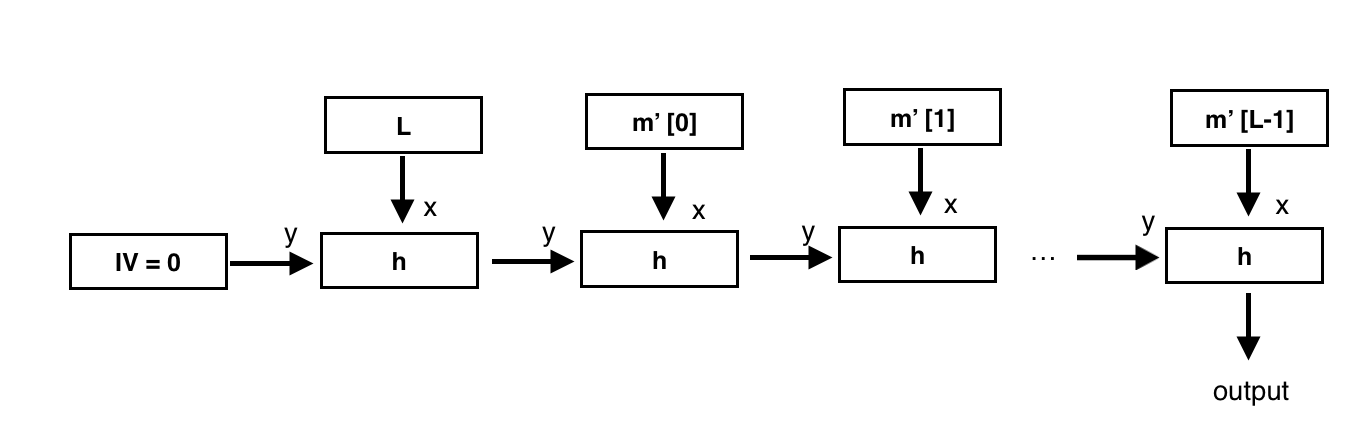 L
m’ [0]
m’ [1]
m’ [L-1]
x
x
x
x
y
y
y
y
IV = 0
h
h
h
...
h
output